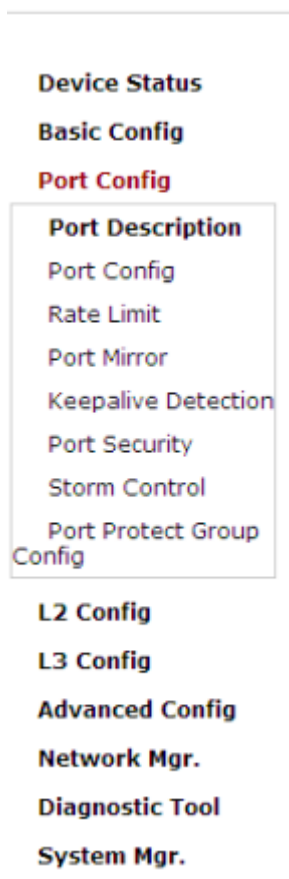 Device Status
Basic Config
Port Config
Port Description
Port Config
Rate Limit
Port Mirror
Keepalive Detection
Port Security
Storm Control
Port Protect Group
Config
L2 Config
L3 Config
Advanced Config
Network Mgr.
Diagnostic Tool
System Mgr.